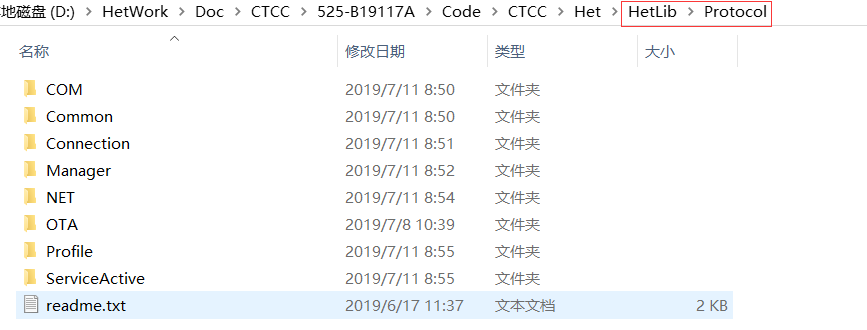 地磁盘 (D:) > HetWork > Doc > CTCC > 525-B19117A > Code > CTCC > Het > HetLib > Protocol
名称 修改日期 类型 大小
COM 2019/7/11 8:50 文件夹
Common 2019/7/11 8:50 文件夹
Connection 2019/7/11 8:51 文件夹
Manager 2019/7/11 8:52 文件夹
NET 2019/7/11 8:54 文件夹
OTA 2019/7/8 10:39 文件夹
Profile 2019/7/11 8:55 文件夹
ServiceActive 2019/7/11 8:55 文件夹
readme.txt 2019/6/17 11:37 文本文档 2 KB